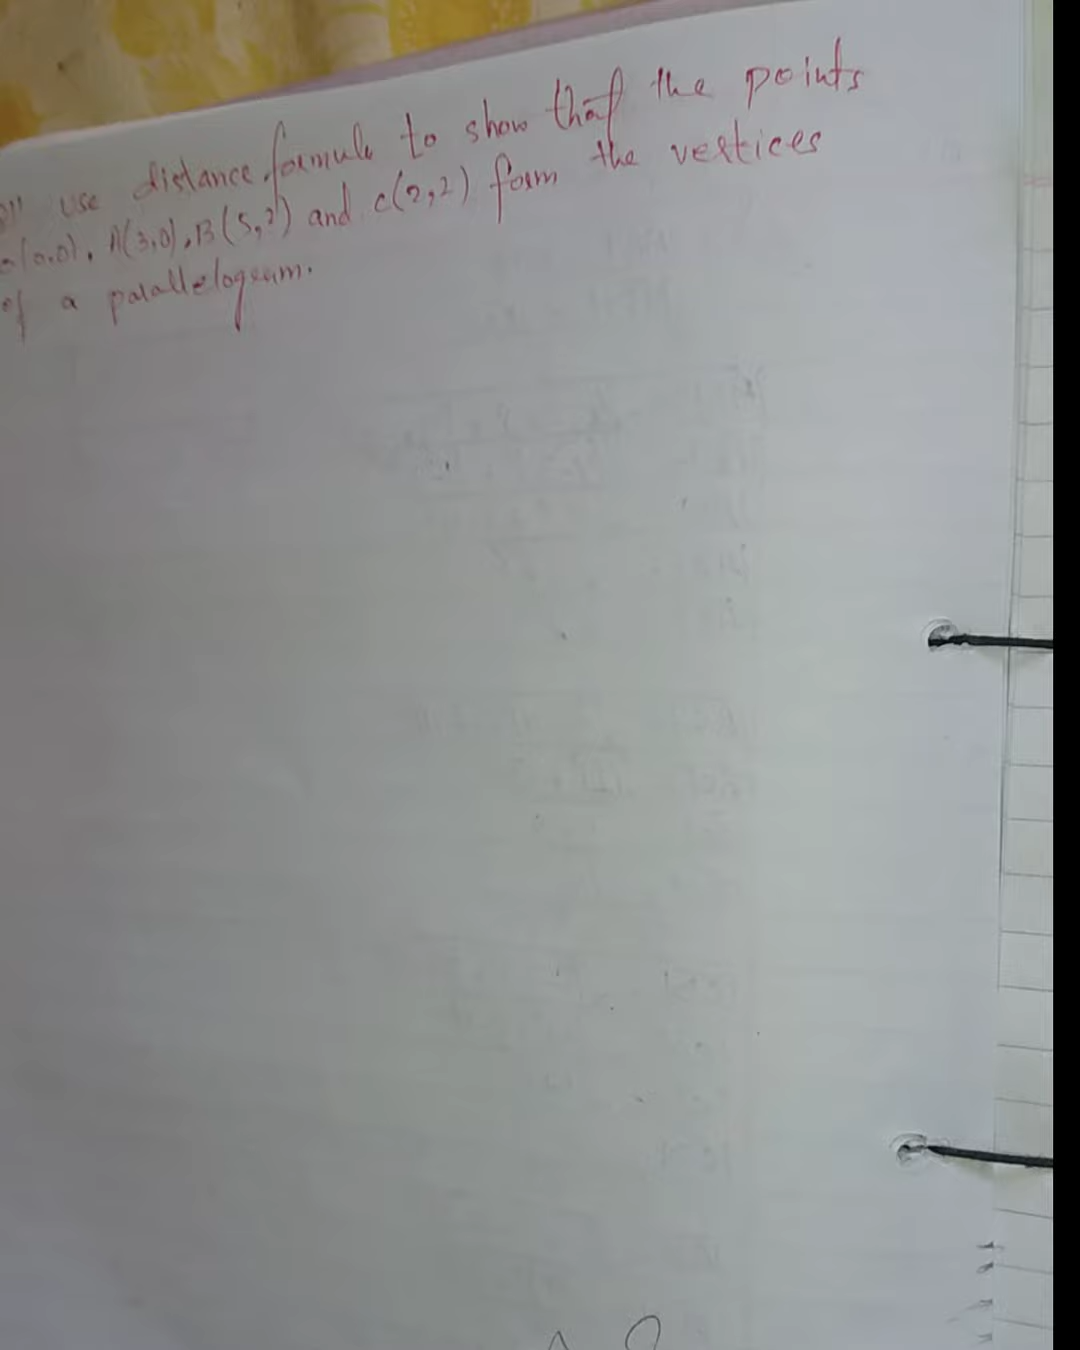 use distance formula to show that the points
(0,0), A(3,0), B(5,2) and c(2,2) form the vertices
of a parallelogram.